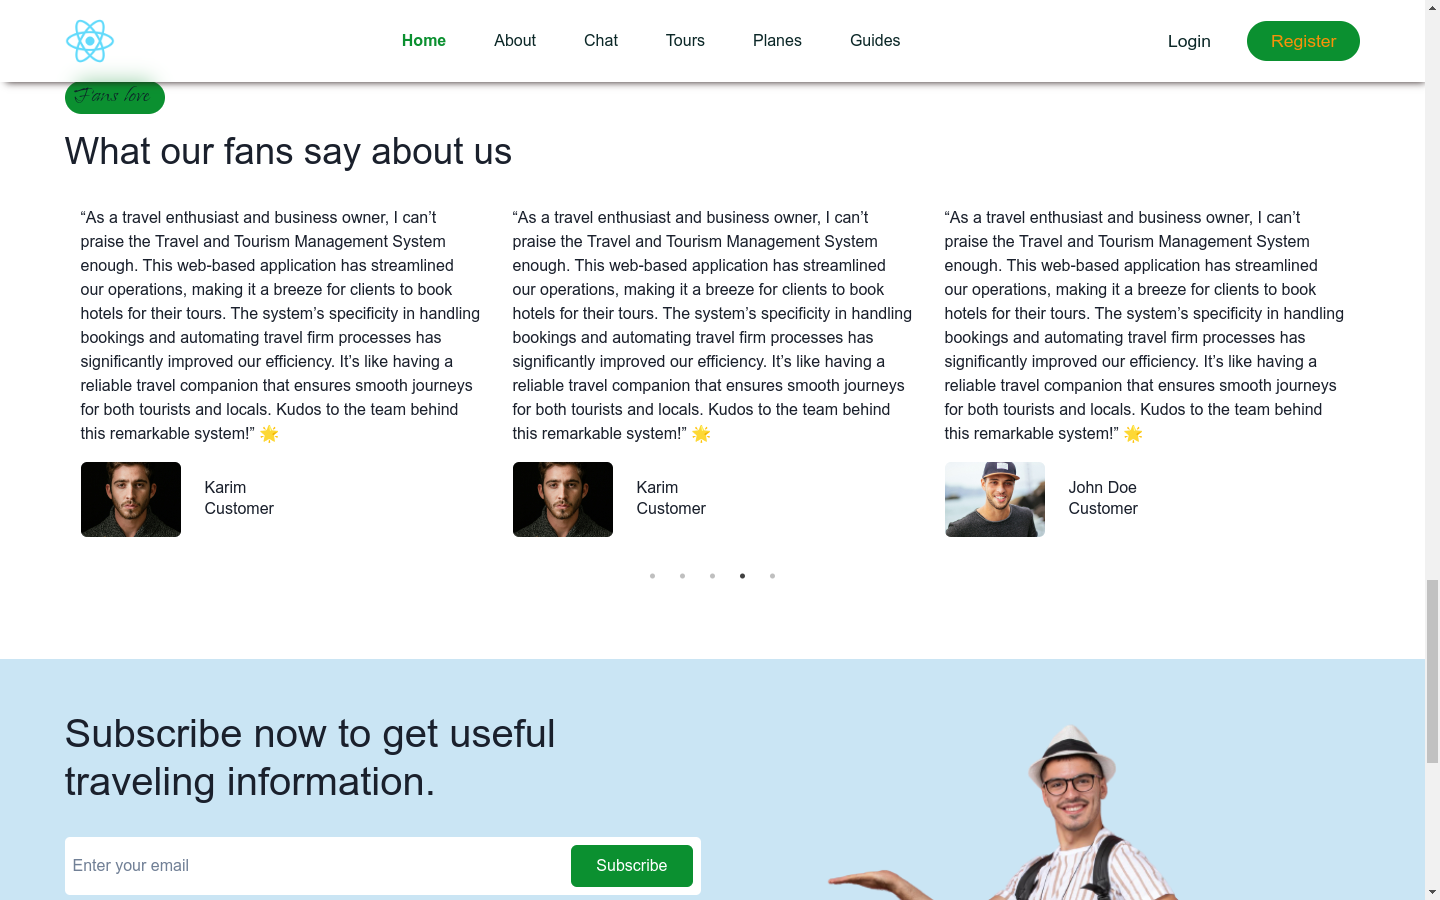 Home About Chat Tours Planes Guides Login Register
Fans love
What our fans say about us
“As a travel enthusiast and business owner, I can’t
praise the Travel and Tourism Management System
enough. This web-based application has streamlined
our operations, making it a breeze for clients to book
hotels for their tours. The system’s specificity in handling
bookings and automating travel firm processes has
significantly improved our efficiency. It’s like having a
reliable travel companion that ensures smooth journeys
for both tourists and locals. Kudos to the team behind
this remarkable system!” 🌟
Karim
Customer
“As a travel enthusiast and business owner, I can’t
praise the Travel and Tourism Management System
enough. This web-based application has streamlined
our operations, making it a breeze for clients to book
hotels for their tours. The system’s specificity in handling
bookings and automating travel firm processes has
significantly improved our efficiency. It’s like having a
reliable travel companion that ensures smooth journeys
for both tourists and locals. Kudos to the team behind
this remarkable system!” 🌟
Karim
Customer
“As a travel enthusiast and business owner, I can’t
praise the Travel and Tourism Management System
enough. This web-based application has streamlined
our operations, making it a breeze for clients to book
hotels for their tours. The system’s specificity in handling
bookings and automating travel firm processes has
significantly improved our efficiency. It’s like having a
reliable travel companion that ensures smooth journeys
for both tourists and locals. Kudos to the team behind
this remarkable system!” 🌟
John Doe
Customer
Subscribe now to get useful
traveling information.
Enter your email
Subscribe